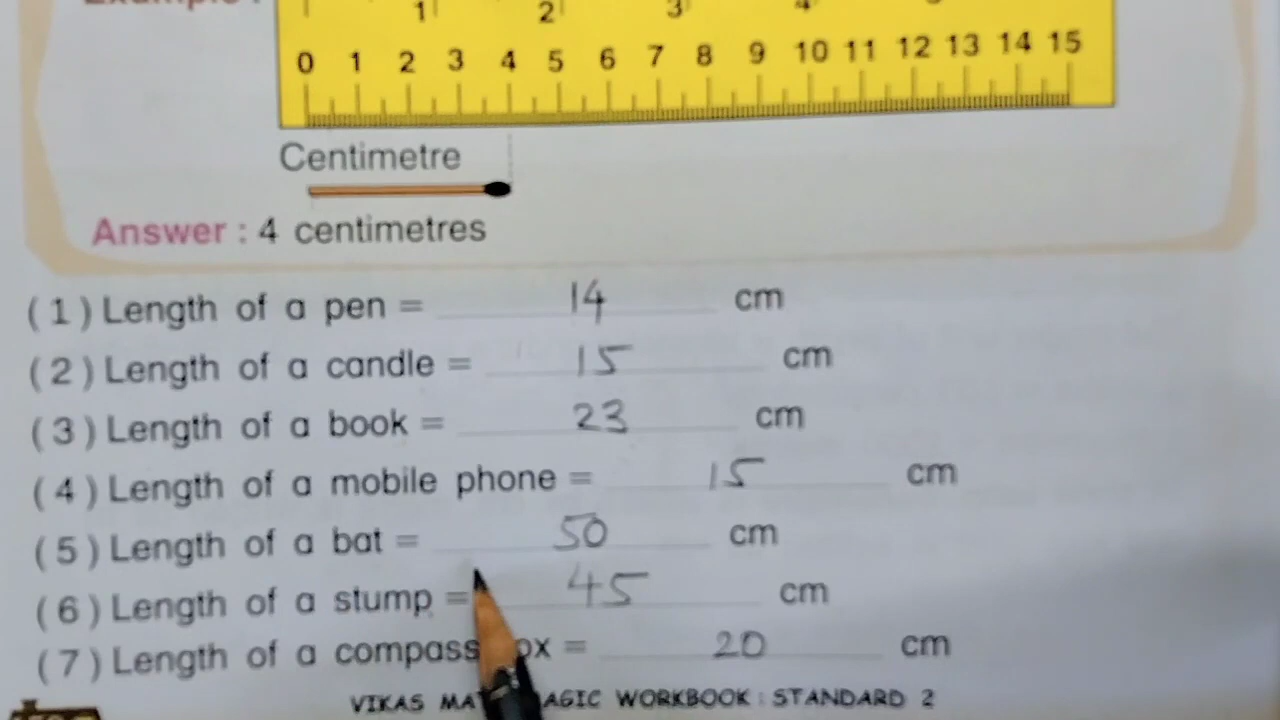 Example :
1 2 3 4
0 1 2 3 4 5 6 7 8 9 10 11 12 13 14 15
Centimetre
Answer : 4 centimetres
(1) Length of a pen = 14 cm
(2) Length of a candle = 15 cm
(3) Length of a book = 23 cm
(4) Length of a mobile phone = 15 cm
(5) Length of a bat = 50 cm
(6) Length of a stump = 45 cm
(7) Length of a compass ox = 20 cm
VIKAS MAT AGIC WORKBOOK : STANDARD 2